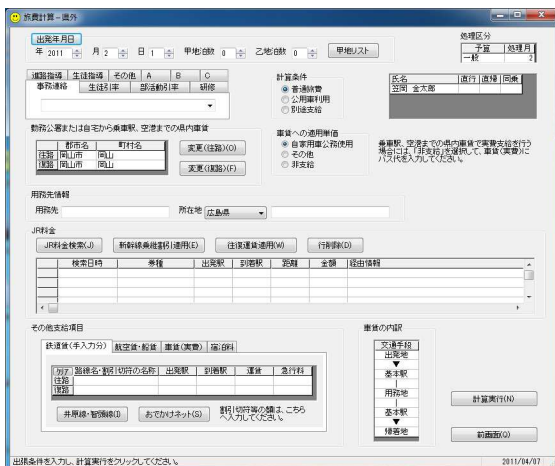 旅費計算-県外
出発年月日
年 2011 月 2 日 1 甲地泊数 0 乙地泊数 0 甲地リスト
処理区分
予算 処理月
一般 2
進路指導 生徒指導 その他 A B C
事務連絡 生徒引率 部活動引率 研修
計算条件
普通旅費
公用車利用
別途支給
氏名 直行 直帰 同乗
笠岡 金太郎
勤務公署または自宅から乗車駅、空港までの県内車賃
郡市名 町村名
往路 岡山市 岡山
復路 岡山市 岡山
変更(往路)(O)
変更(復路)(F)
車賃への適用単価
自家用車公務使用
その他
非支給
乗車駅、空港までの県内車賃で実費支給を行う
場合には、「非支給」を選択して、車賃(実費)に
バス代を入力してください。
用務先情報
用務先 所在地 広島県
JR料金
JR料金検索(J) 新幹線乗継割引適用(E) 往復運賃適用(W) 行削除(D)
検索日時 券種 出発駅 到着駅 距離 金額 経由情報
その他支給項目
鉄道賃(手入力分) 航空賃・船賃 車賃(実費) 宿泊料
クリア 路線名・割引切符の名称 出発駅 到着駅 運賃 急行料
往路
復路
井原線・智頭線(I) おでかけネット(S)
割引切符等の額は、こちら
へ入力してください。
車賃の内訳
交通手段
出発地
▼
基本駅
|
用務地
|
基本駅
▼
帰着地
計算実行(N)
前画面(Q)
出張条件を入力し、計算実行をクリックしてください。 2011/04/07